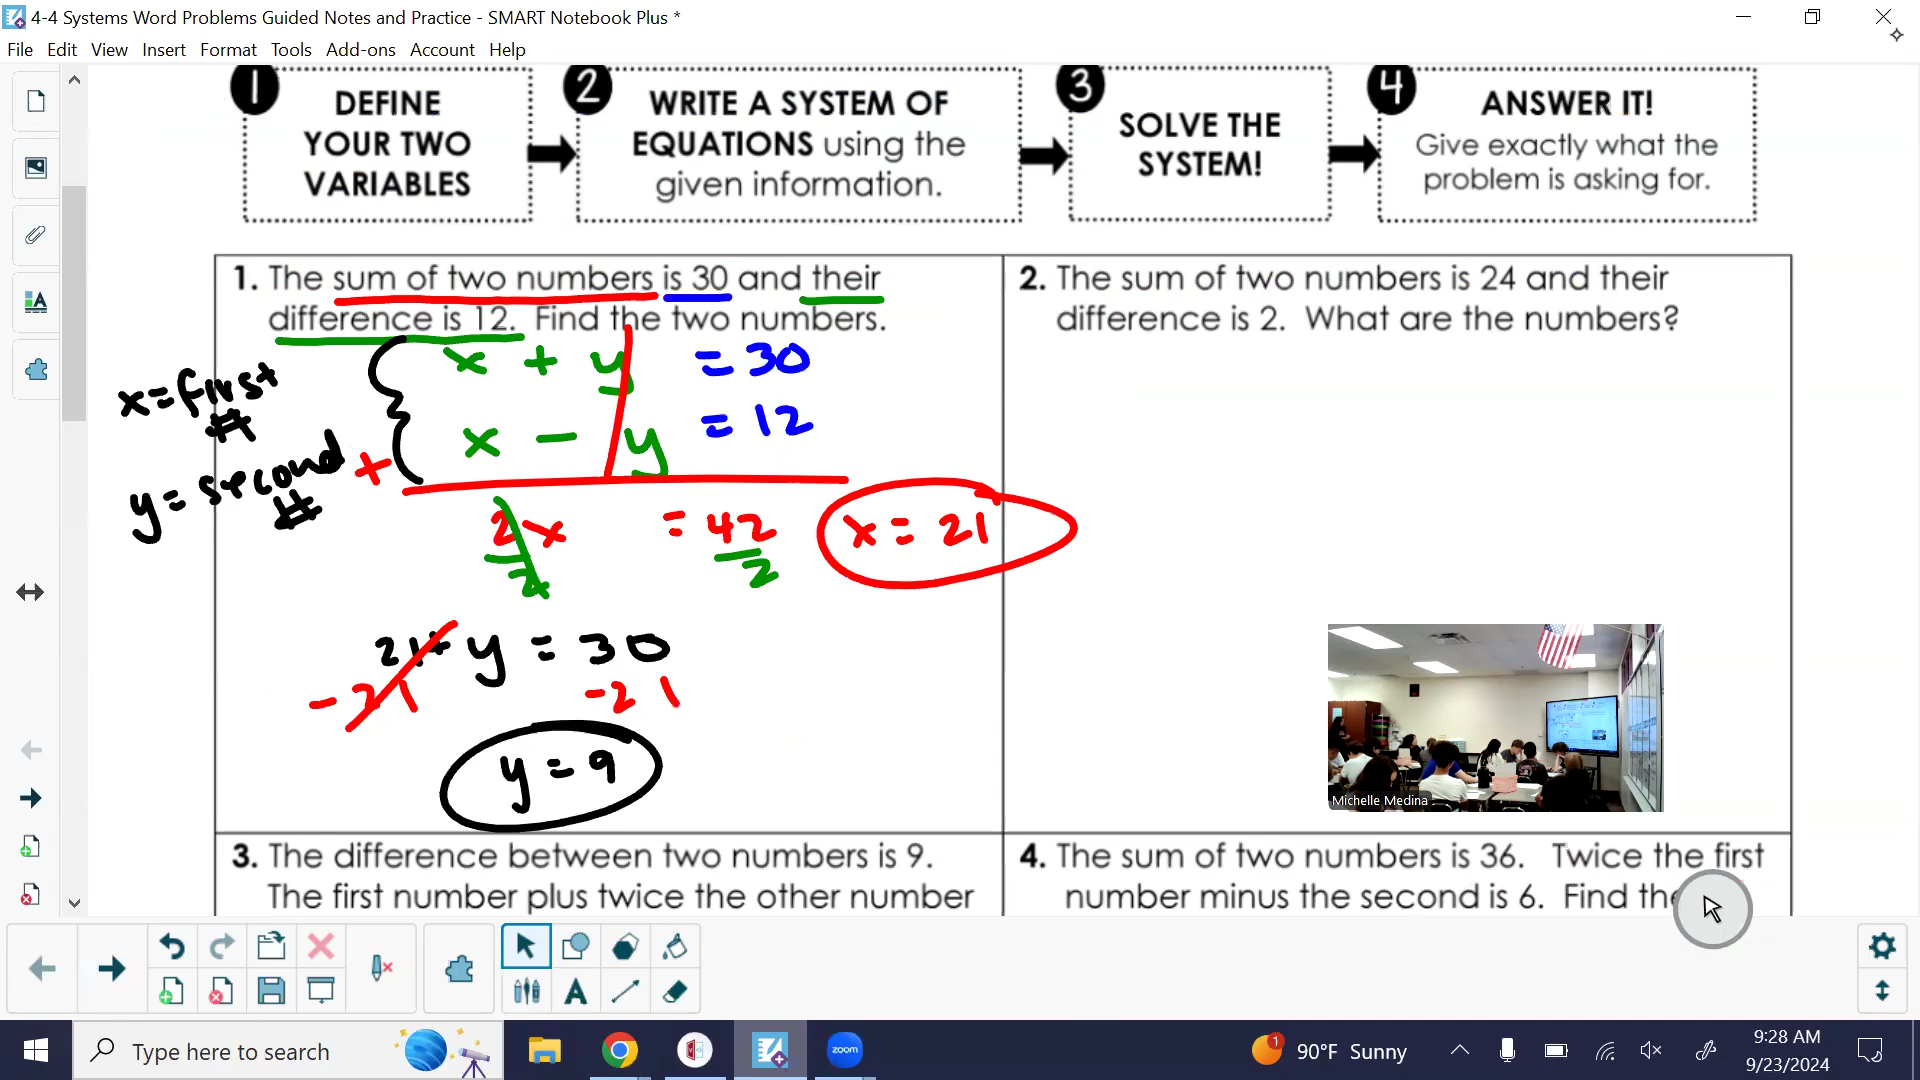 4-4 Systems Word Problems Guided Notes and Practice - SMART Notebook Plus *
File Edit View Insert Format Tools Add-ons Account Help
1 DEFINE YOUR TWO VARIABLES
2 WRITE A SYSTEM OF EQUATIONS using the given information.
3 SOLVE THE SYSTEM!
4 ANSWER IT!
Give exactly what the problem is asking for.
1. The sum of two numbers is 30 and their
difference is 12. Find the two numbers.
x + y = 30
x = first #
x - y = 12
y = second #
+
2x = 42
2 2
x = 21
21 + y = 30
-21 -21
y = 9
2. The sum of two numbers is 24 and their
difference is 2. What are the numbers?
Michelle Medina
3. The difference between two numbers is 9.
The first number plus twice the other number
4. The sum of two numbers is 36. Twice the first
number minus the second is 6. Find the
A
Type here to search
zoom
1
90°F Sunny
9:28 AM
9/23/2024